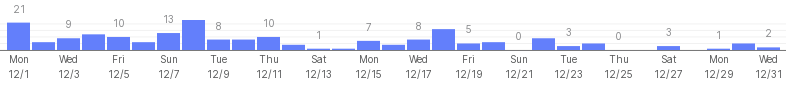 21 9 10 13 8 10 1 7 8 5 0 3 0 3 1 2
Mon Wed Fri Sun Tue Thu Sat Mon Wed Fri Sun Tue Thu Sat Mon Wed
12/1 12/3 12/5 12/7 12/9 12/11 12/13 12/15 12/17 12/19 12/21 12/23 12/25 12/27 12/29 12/31